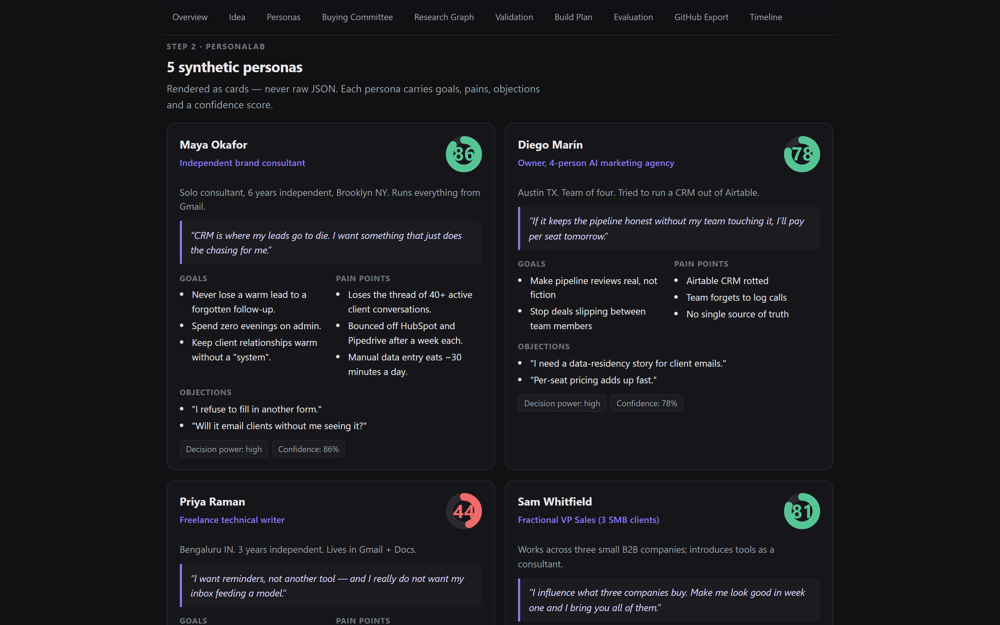 Overview Idea Personas Buying Committee Research Graph Validation Build Plan Evaluation GitHub Export Timeline
STEP 2 · PERSONALAB
5 synthetic personas
Rendered as cards — never raw JSON. Each persona carries goals, pains, objections
and a confidence score.
Maya Okafor
Independent brand consultant
86
Solo consultant, 6 years independent, Brooklyn NY. Runs everything from
Gmail.
“CRM is where my leads go to die. I want something that just does
the chasing for me.”
GOALS
Never lose a warm lead to a
forgotten follow-up.
Spend zero evenings on admin.
Keep client relationships warm
without a "system".
PAIN POINTS
Loses the thread of 40+ active
client conversations.
Bounced off HubSpot and
Pipedrive after a week each.
Manual data entry eats ~30
minutes a day.
OBJECTIONS
"I refuse to fill in another form."
"Will it email clients without me seeing it?"
Decision power: high
Confidence: 86%
Diego Marín
Owner, 4-person AI marketing agency
78
Austin TX. Team of four. Tried to run a CRM out of Airtable.
“If it keeps the pipeline honest without my team touching it, I'll pay
per seat tomorrow.”
GOALS
Make pipeline reviews real, not
fiction
Stop deals slipping between
team members
PAIN POINTS
Airtable CRM rotted
Team forgets to log calls
No single source of truth
OBJECTIONS
"I need a data-residency story for client emails."
"Per-seat pricing adds up fast."
Decision power: high
Confidence: 78%
Priya Raman
Freelance technical writer
44
Bengaluru IN. 3 years independent. Lives in Gmail + Docs.
“I want reminders, not another tool — and I really do not want my
inbox feeding a model.”
GOALS
PAIN POINTS
Sam Whitfield
Fractional VP Sales (3 SMB clients)
81
Works across three small B2B companies; introduces tools as a
consultant.
“I influence what three companies buy. Make me look good in week
one and I bring you all of them.”